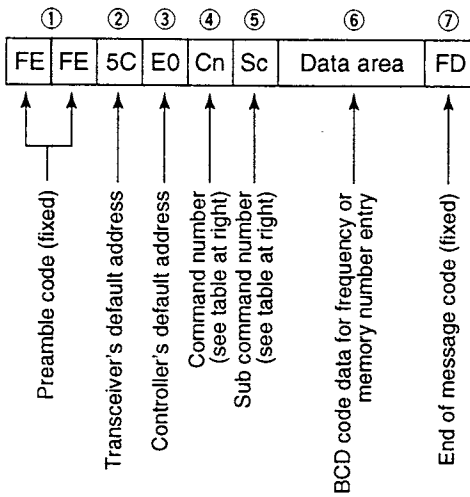 ① ② ③ ④ ⑤ ⑥ ⑦
FE FE 5C E0 Cn Sc Data area FD
Preamble code (fixed)
Transceiver's default address
Controller's default address
Command number
(see table at right)
Sub command number
(see table at right)
BCD code data for frequency or
memory number entry
End of message code (fixed)